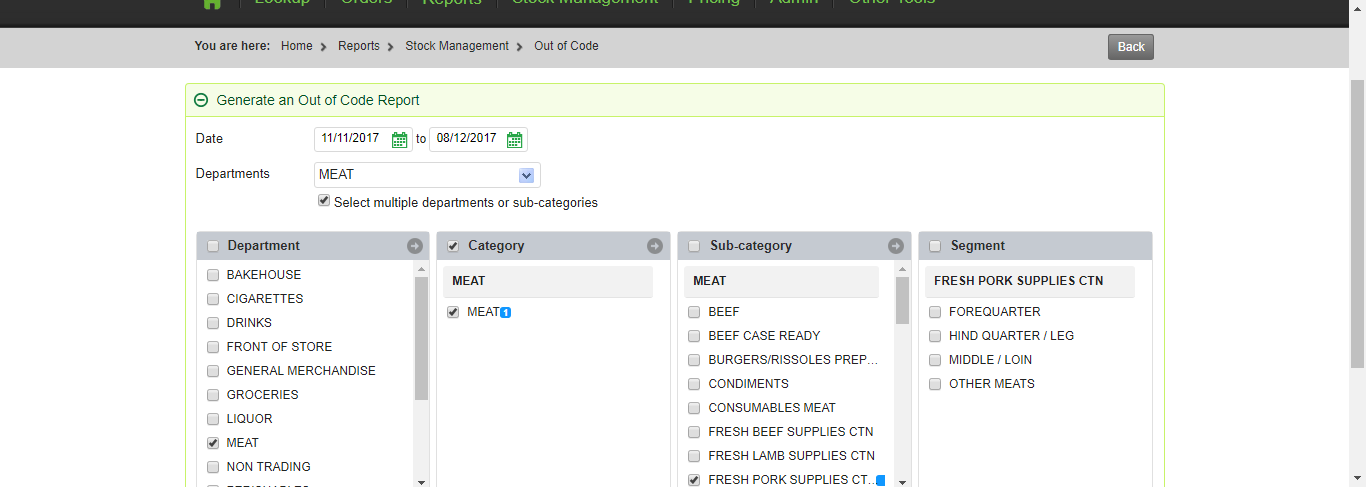 Lookup Orders Reports Stock Management Pricing Admin Other Tools
You are here: Home Reports Stock Management Out of Code Back
Generate an Out of Code Report
Date 11/11/2017 to 08/12/2017
Departments MEAT
Select multiple departments or sub-categories
Department Category Sub-category Segment
BAKEHOUSE
CIGARETTES
DRINKS
FRONT OF STORE
GENERAL MERCHANDISE
GROCERIES
LIQUOR
MEAT
NON TRADING
MEAT
MEAT 1
MEAT
BEEF
BEEF CASE READY
BURGERS/RISSOLES PREP...
CONDIMENTS
CONSUMABLES MEAT
FRESH BEEF SUPPLIES CTN
FRESH LAMB SUPPLIES CTN
FRESH PORK SUPPLIES CT...
FRESH PORK SUPPLIES CTN
FOREQUARTER
HIND QUARTER / LEG
MIDDLE / LOIN
OTHER MEATS